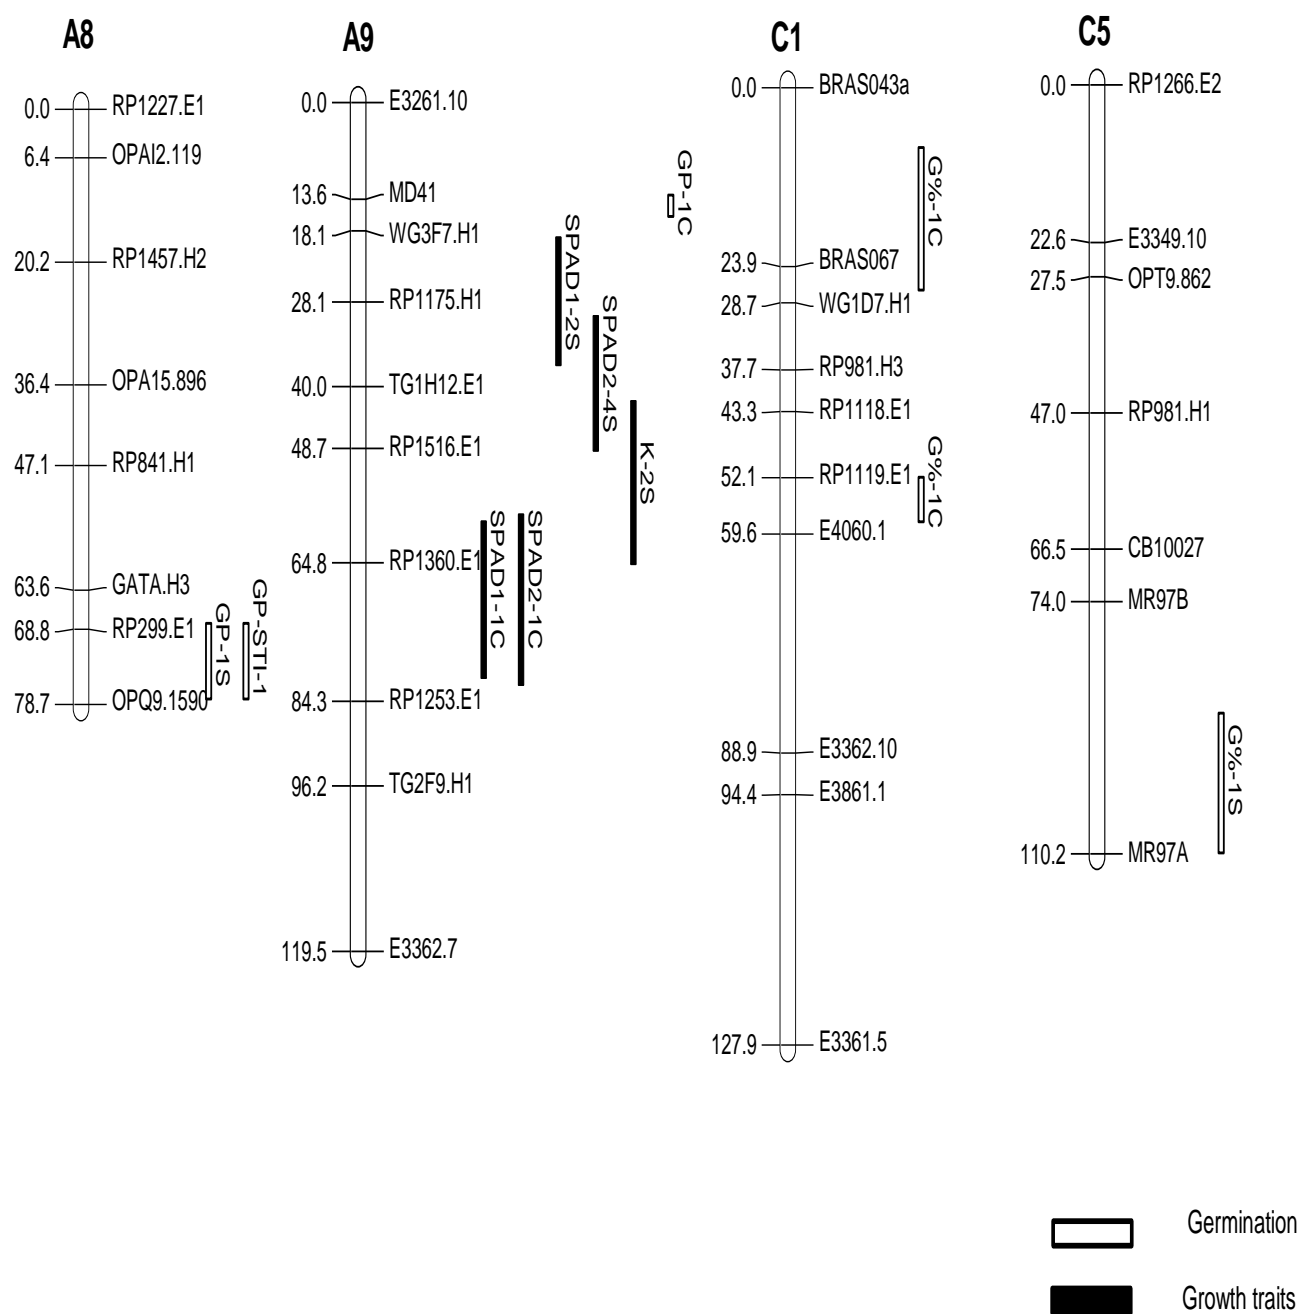 A8
0.0 RP1227.E1
6.4 OPAI2.119
20.2 RP1457.H2
36.4 OPA15.896
47.1 RP841.H1
63.6 GATA.H3
68.8 RP299.E1
78.7 OPQ9.1590
GP-1S
GP-STI-1
A9
0.0 E3261.10
13.6 MD41
18.1 WG3F7.H1
28.1 RP1175.H1
40.0 TG1H12.E1
48.7 RP1516.E1
64.8 RP1360.E1
84.3 RP1253.E1
96.2 TG2F9.H1
119.5 E3362.7
SPAD1-1C
SPAD2-1C
SPAD1-2S
SPAD2-4S
K-2S
GP-1C
C1
0.0 BRAS043a
23.9 BRAS067
28.7 WG1D7.H1
37.7 RP981.H3
43.3 RP1118.E1
52.1 RP1119.E1
59.6 E4060.1
88.9 E3362.10
94.4 E3861.1
127.9 E3361.5
G%-1C
G%-1C
C5
0.0 RP1266.E2
22.6 E3349.10
27.5 OPT9.862
47.0 RP981.H1
66.5 CB10027
74.0 MR97B
110.2 MR97A
G%-1S
Germination
Growth traits